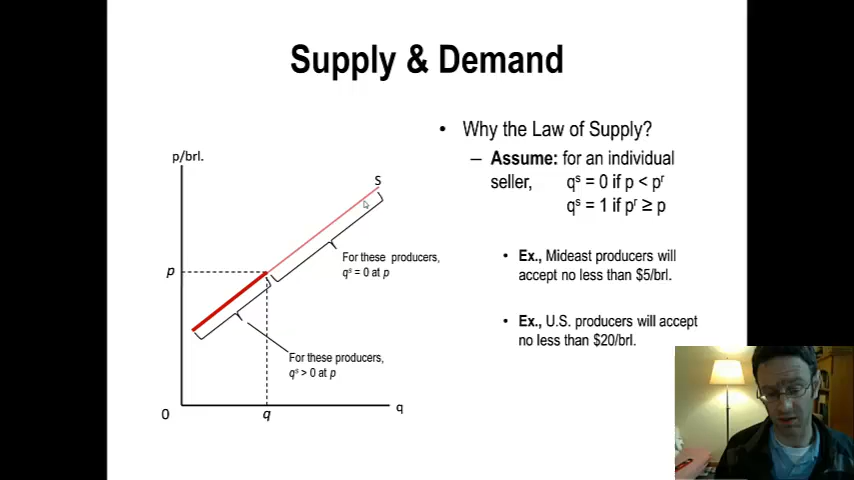 Supply & Demand
• Why the Law of Supply?
– Assume: for an individual
seller, qˢ = 0 if p < pʳ
qˢ = 1 if pʳ ≥ p
• Ex., Mideast producers will
accept no less than $5/brl.
• Ex., U.S. producers will accept
no less than $20/brl.
p/brl.
S
For these producers,
qˢ = 0 at p
p
For these producers,
qˢ > 0 at p
0
q
q